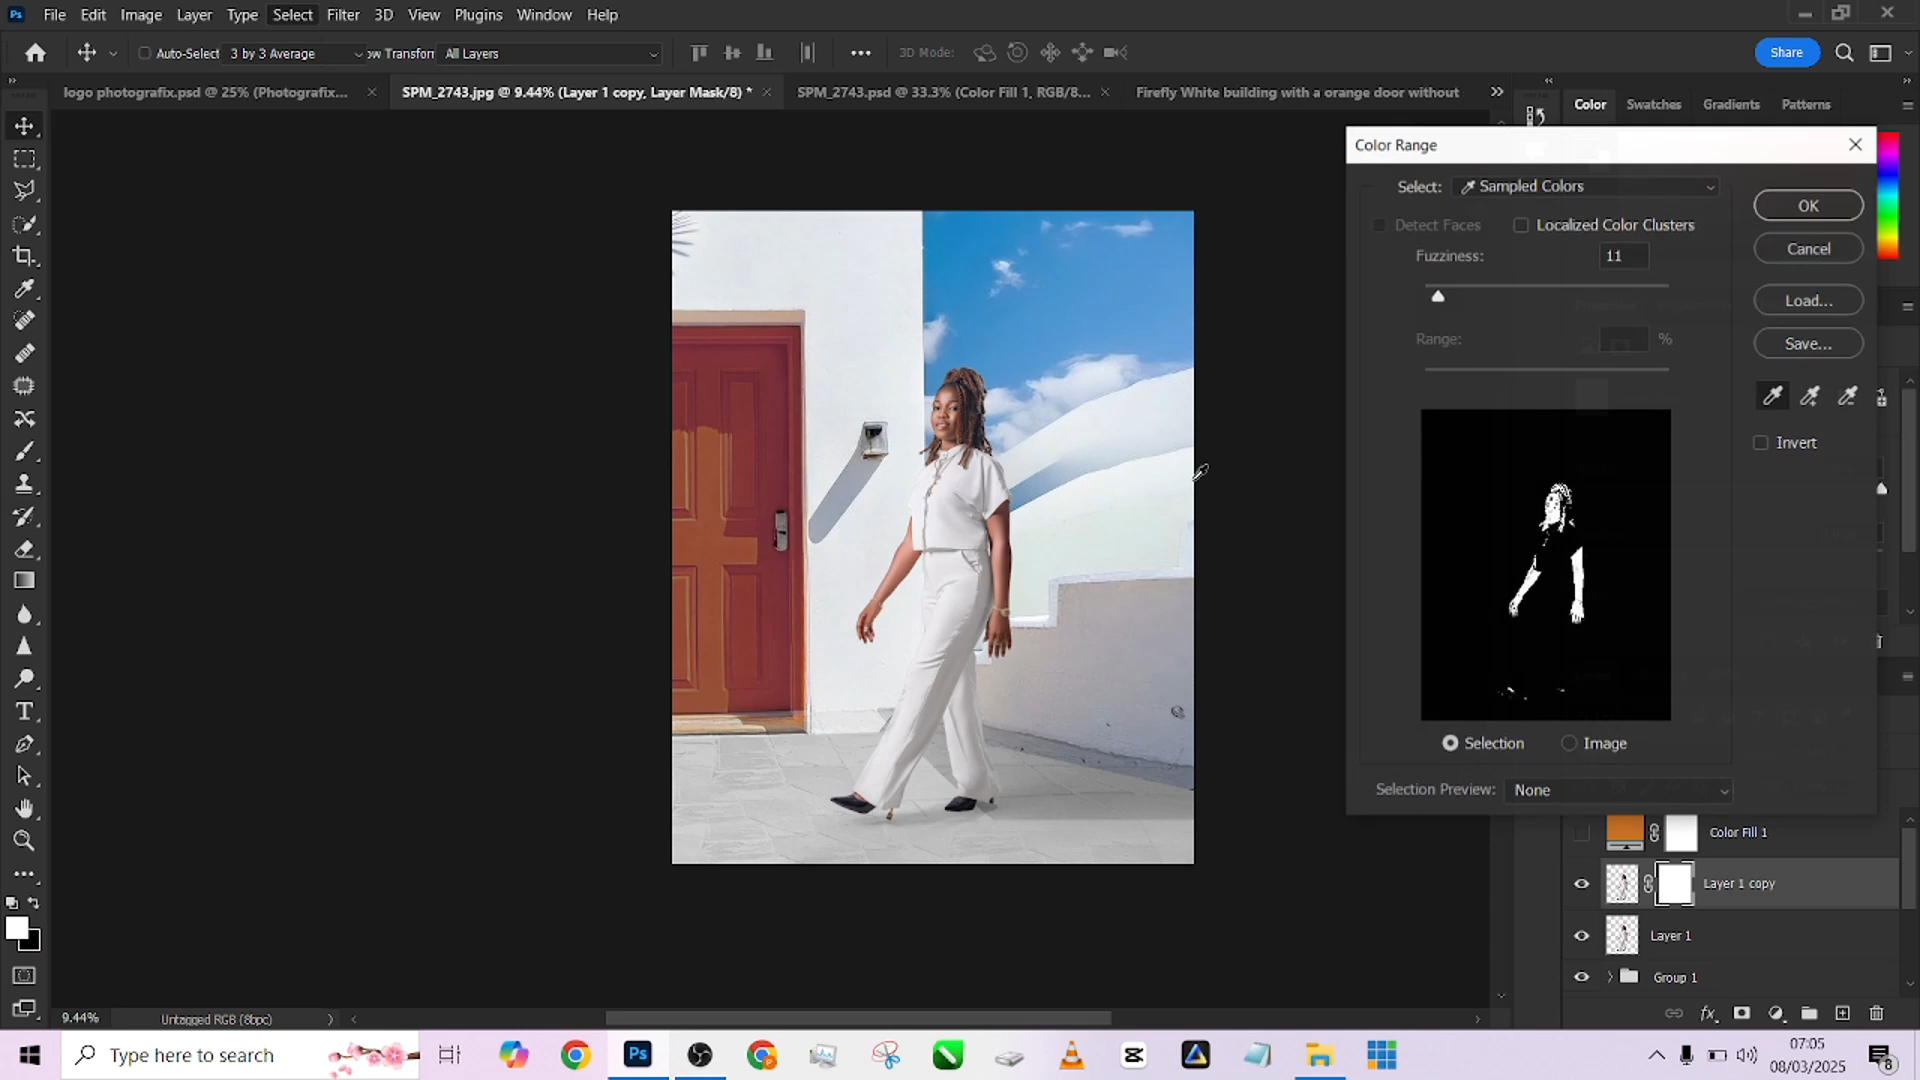 Ps File Edit Image Layer Type Select Filter 3D View Plugins Window Help
Auto-Select 3 by 3 Average ow Transform All Layers 3D Mode: Share
logo photografix.psd @ 25% (Photografix... SPM_2743.jpg @ 9.44% (Layer 1 copy, Layer Mask/8) * SPM_2743.psd @ 33.3% (Color Fill 1, RGB/8... Firefly White building with a orange door without
Color Swatches Gradients Patterns
Color Range
Select: Sampled Colors
OK
Detect Faces Localized Color Clusters
Cancel
Fuzziness: 11
Load...
Range: %
Save...
Invert
Selection Image
Selection Preview: None
Color Fill 1
Layer 1 copy
Layer 1
Group 1
fx
9.44% Untagged RGB (8bpc)
Type here to search
07:05
08/03/2025
8